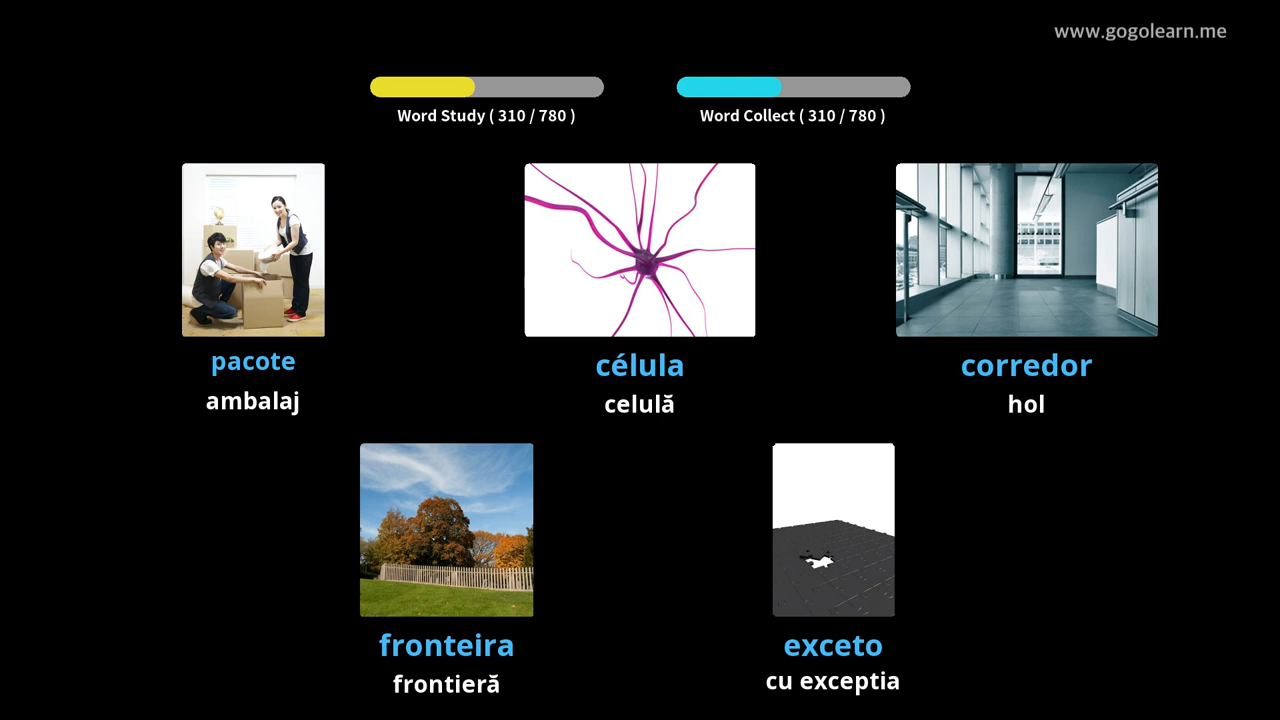 www.gogolearn.me
Word Study ( 310 / 780 )
Word Collect ( 310 / 780 )
pacote
ambalaj
célula
celulă
corredor
hol
fronteira
frontieră
exceto
cu exceptia